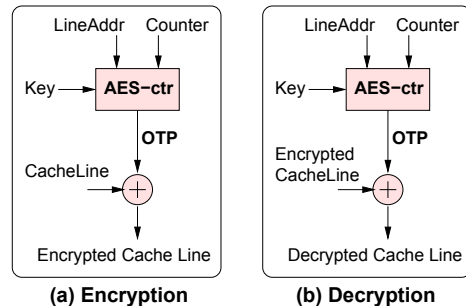 LineAddr Counter
Key
AES-ctr
OTP
CacheLine
Encrypted Cache Line
(a) Encryption
LineAddr Counter
Key
AES-ctr
OTP
Encrypted
CacheLine
Decrypted Cache Line
(b) Decryption